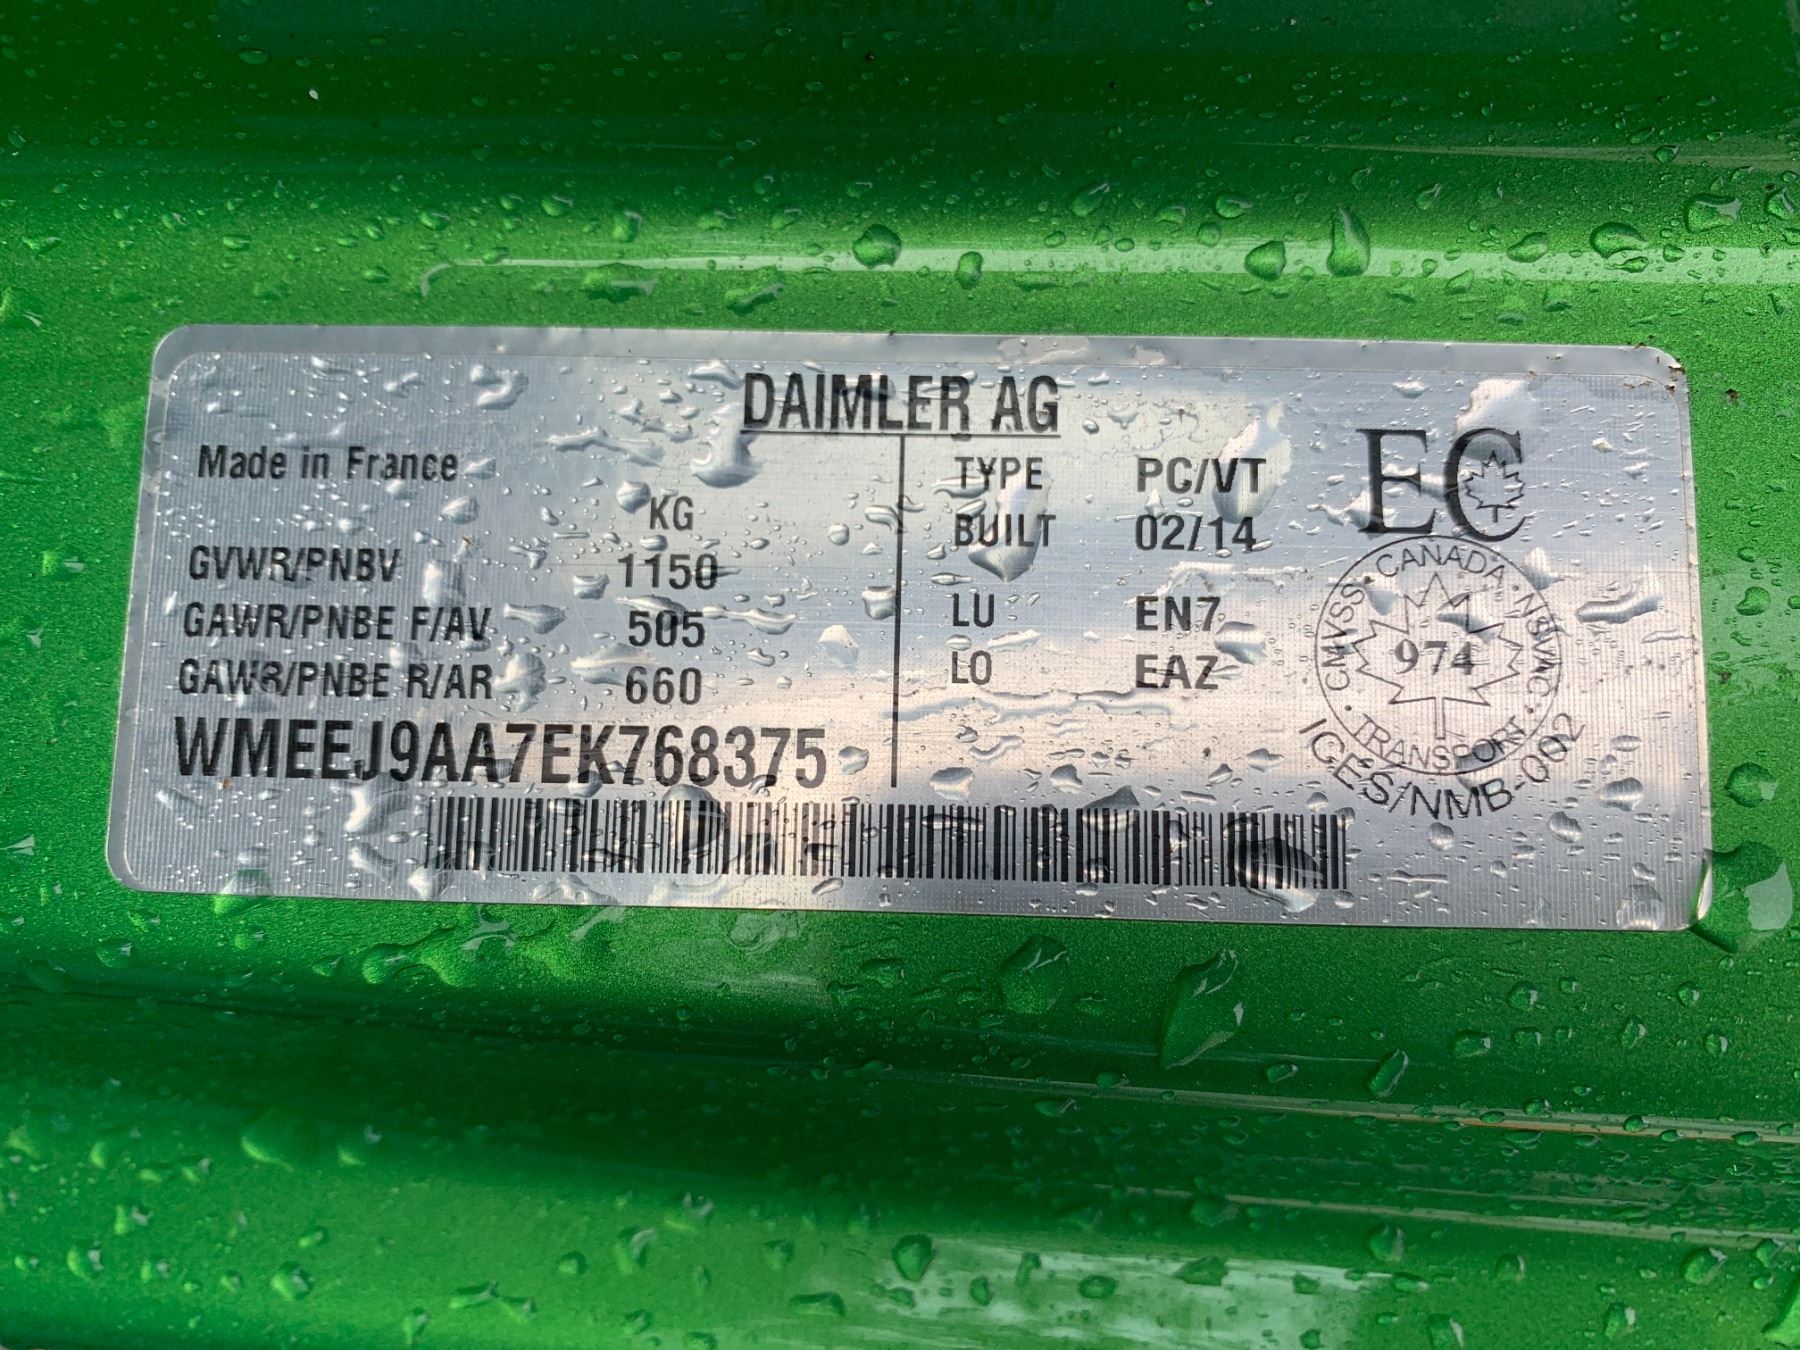 DAIMLER AG
Made in France
KG
GVWR/PNBV 1150
GAWR/PNBE F/AV 505
GAWR/PNBE R/AR 660
WMEEJ9AA7EK768375
TYPE PC/VT
BUILT 02/14
LU EN7
LO EAZ
EC
CMVSS · CANADA · NSVAC · TRANSPORT ·
974
ICES/NMB-002